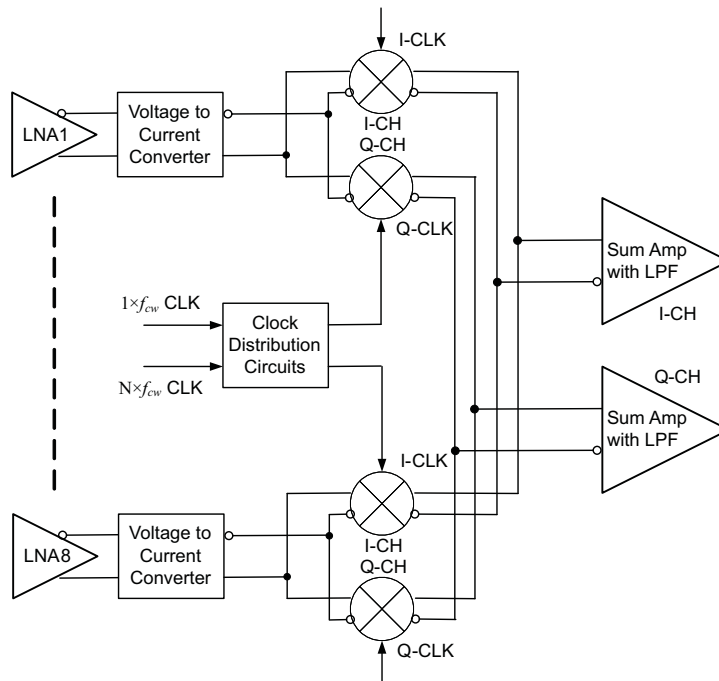 I-CLK
LNA1
Voltage to
Current
Converter
I-CH
Q-CH
Q-CLK
Sum Amp
with LPF
I-CH
1×fcw CLK
N×fcw CLK
Clock
Distribution
Circuits
Q-CH
Sum Amp
with LPF
I-CLK
LNA8
Voltage to
Current
Converter
I-CH
Q-CH
Q-CLK